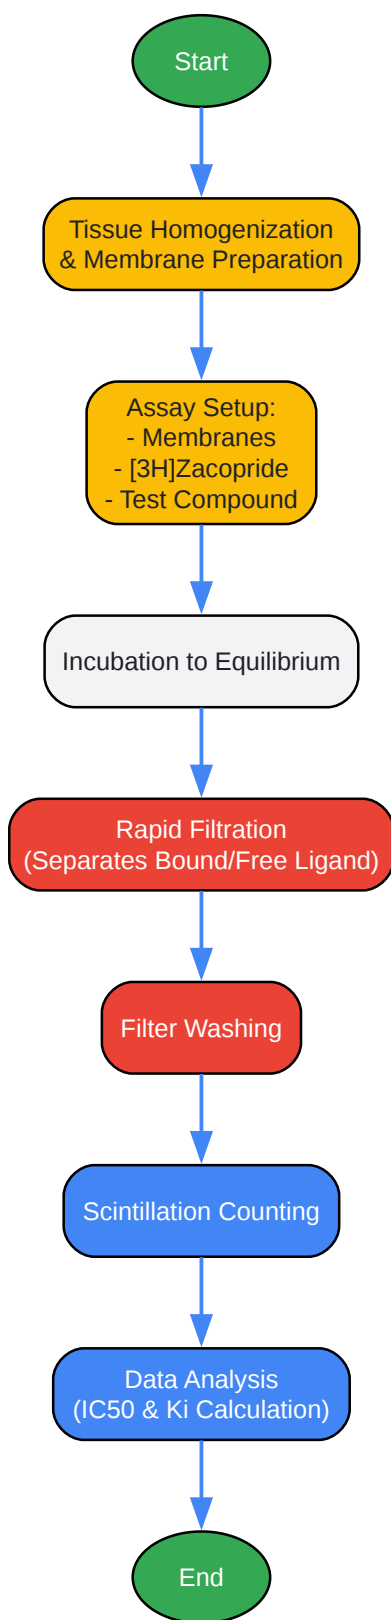 Start
Tissue Homogenization
& Membrane Preparation
Assay Setup:
- Membranes
- [3H]Zacopride
- Test Compound
Incubation to Equilibrium
Rapid Filtration
(Separates Bound/Free Ligand)
Filter Washing
Scintillation Counting
Data Analysis
(IC50 & Ki Calculation)
End